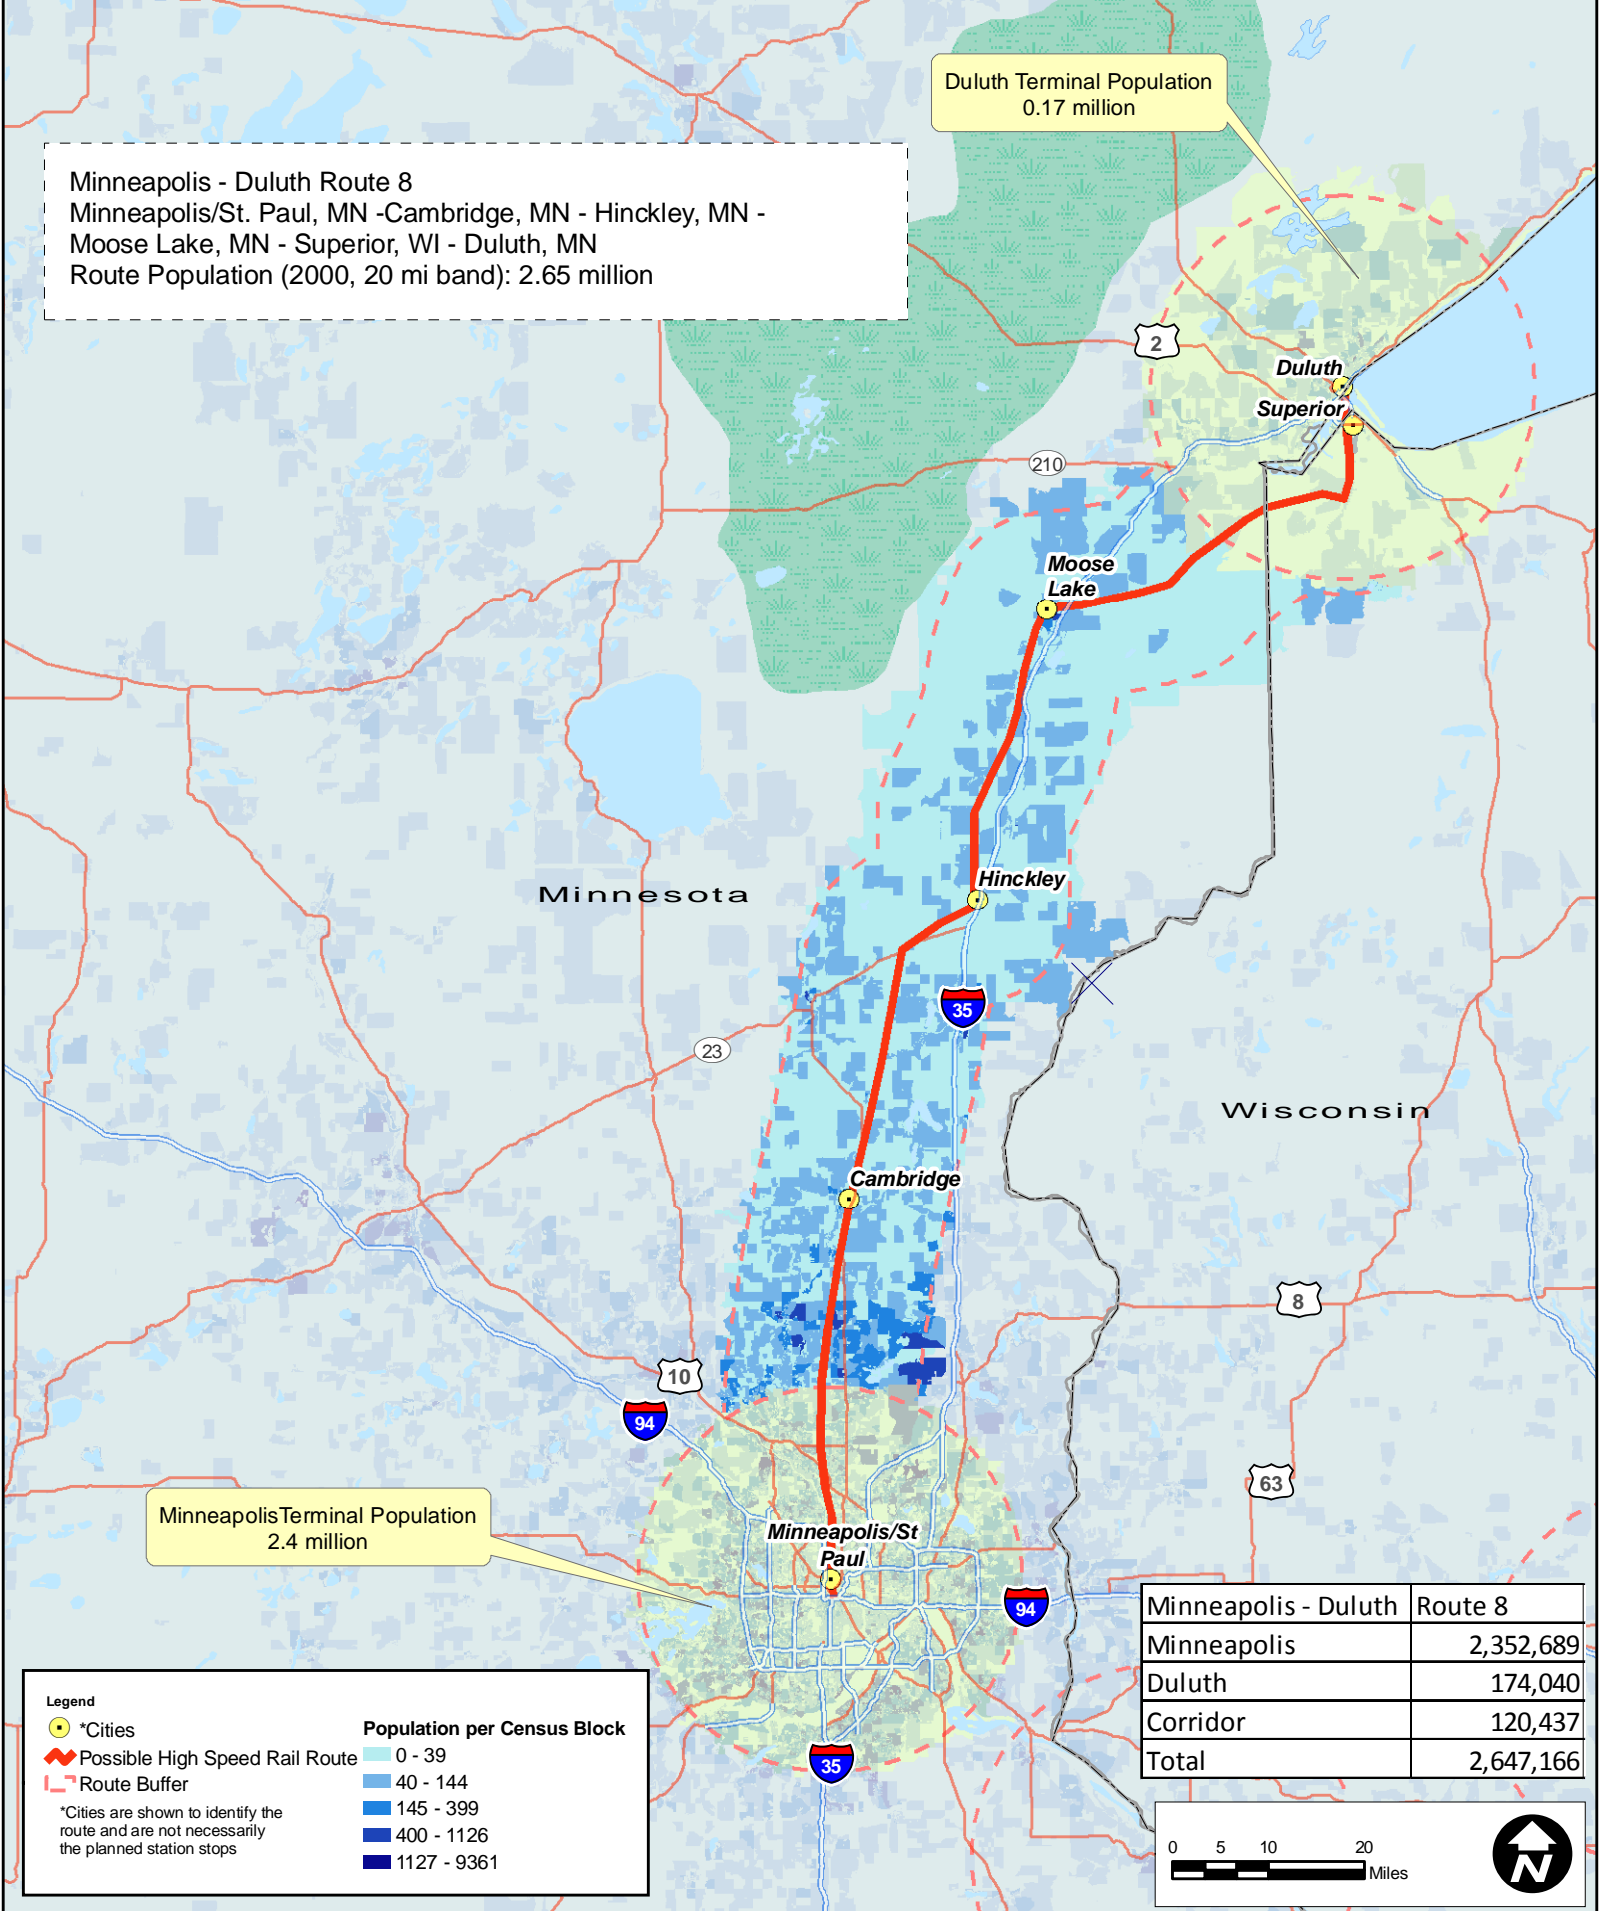 Duluth Terminal Population
0.17 million
Minneapolis - Duluth Route 8
Minneapolis/St. Paul, MN -Cambridge, MN - Hinckley, MN -
Moose Lake, MN - Superior, WI - Duluth, MN
Route Population (2000, 20 mi band): 2.65 million
2
Duluth
Superior
210
Moose
Lake
Hinckley
Minnesota
35
23
Wisconsin
Cambridge
8
10
94
63
MinneapolisTerminal Population
2.4 million
Minneapolis/St
Paul
94
35
Minneapolis - Duluth Route 8
Minneapolis 2,352,689
Duluth 174,040
Corridor 120,437
Total 2,647,166
Legend
*Cities
Possible High Speed Rail Route
Route Buffer
*Cities are shown to identify the
route and are not necessarily
the planned station stops
Population per Census Block
0 - 39
40 - 144
145 - 399
400 - 1126
1127 - 9361
0 5 10 20
Miles
N